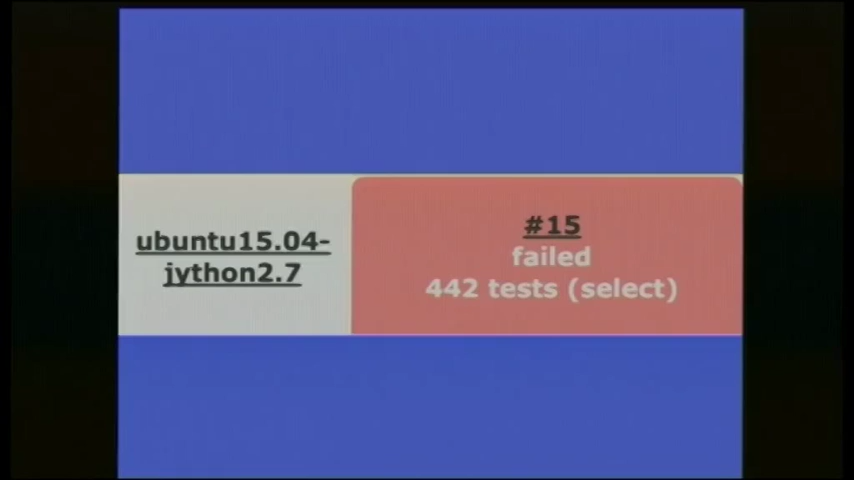 ubuntu15.04-
jython2.7
#15
failed
442 tests (select)